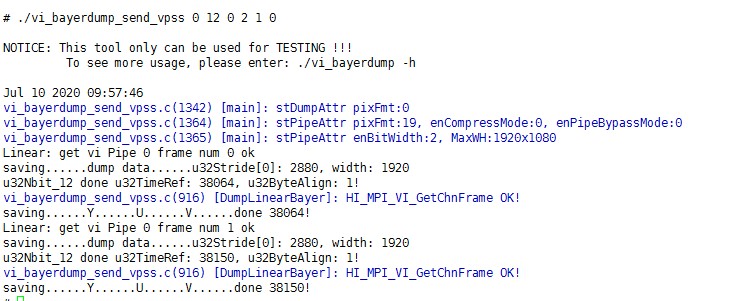 # ./vi_bayerdump_send_vpss 0 12 0 2 1 0
NOTICE: This tool only can be used for TESTING !!!
To see more usage, please enter: ./vi_bayerdump -h
Jul 10 2020 09:57:46
vi_bayerdump_send_vpss.c(1342) [main]: stDumpAttr pixFmt:0
vi_bayerdump_send_vpss.c(1364) [main]: stPipeAttr pixFmt:19, enCompressMode:0, enPipeBypassMode:0
vi_bayerdump_send_vpss.c(1365) [main]: stPipeAttr enBitWidth:2, MaxWH:1920x1080
Linear: get vi Pipe 0 frame num 0 ok
saving......dump data......u32Stride[0]: 2880, width: 1920
u32Nbit_12 done u32TimeRef: 38064, u32ByteAlign: 1!
vi_bayerdump_send_vpss.c(916) [DumpLinearBayer]: HI_MPI_VI_GetChnFrame OK!
saving......Y......U......V......done 38064!
Linear: get vi Pipe 0 frame num 1 ok
saving......dump data......u32Stride[0]: 2880, width: 1920
u32Nbit_12 done u32TimeRef: 38150, u32ByteAlign: 1!
vi_bayerdump_send_vpss.c(916) [DumpLinearBayer]: HI_MPI_VI_GetChnFrame OK!
saving......Y......U......V......done 38150!
#